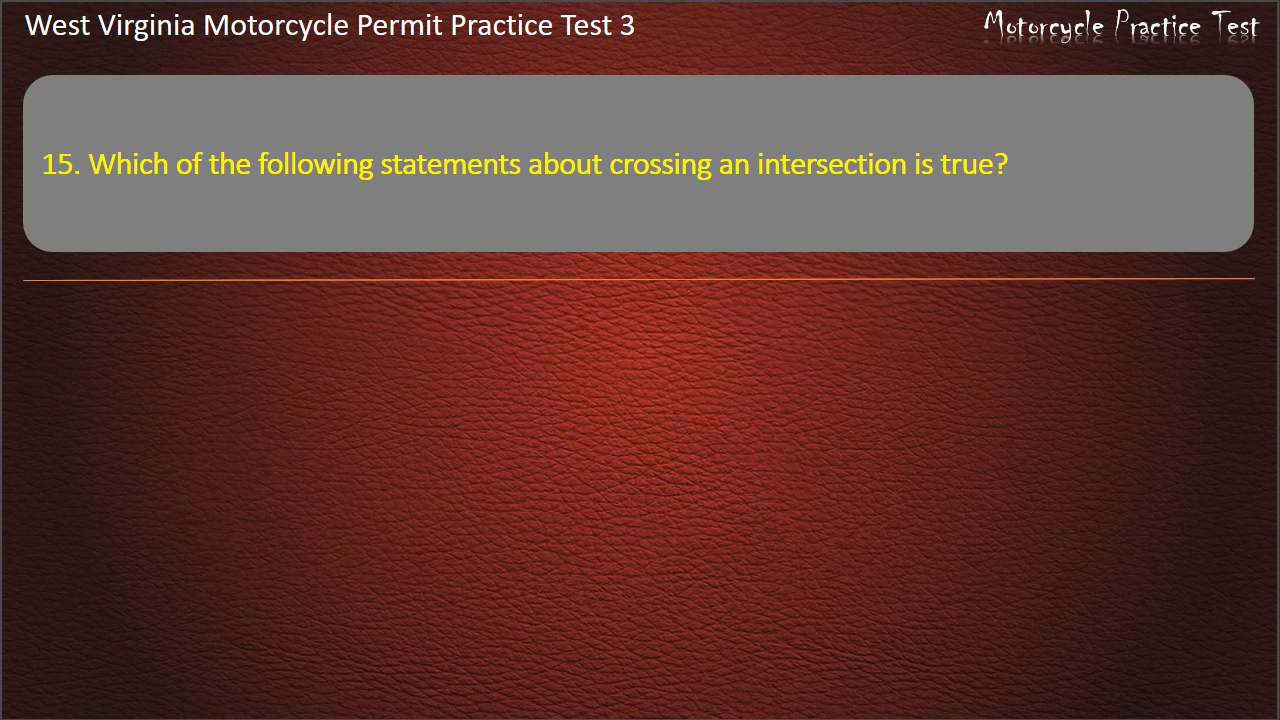 West Virginia Motorcycle Permit Practice Test 3
Motorcycle Practice Test
15. Which of the following statements about crossing an intersection is true?